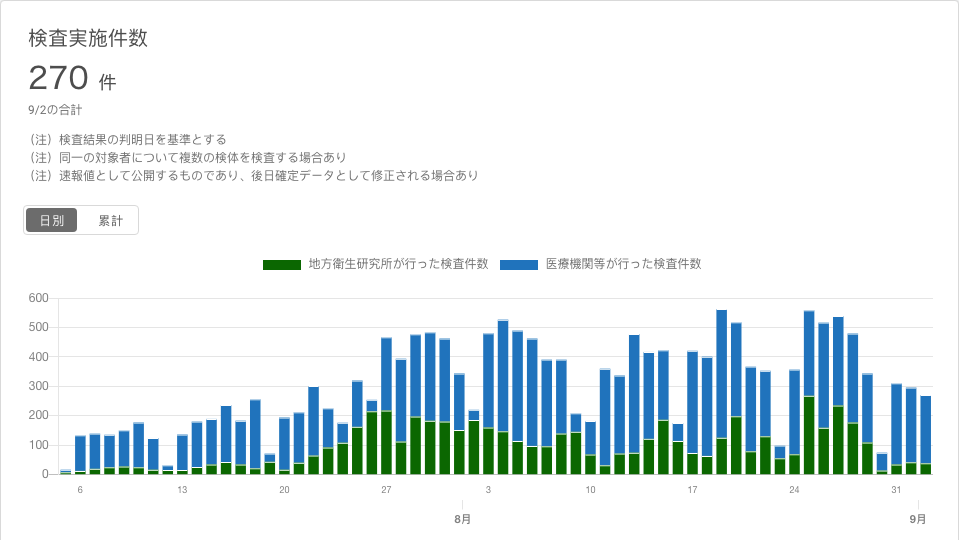 検査実施件数
270 件
9/2の合計
（注）検査結果の判明日を基準とする
（注）同一の対象者について複数の検体を検査する場合あり
（注）速報値として公開するものであり、後日確定データとして修正される場合あり
日別 累計
地方衛生研究所が行った検査件数 医療機関等が行った検査件数
600
500
400
300
200
100
0
6 13 20 27 3 10 17 24 31
8月 9月